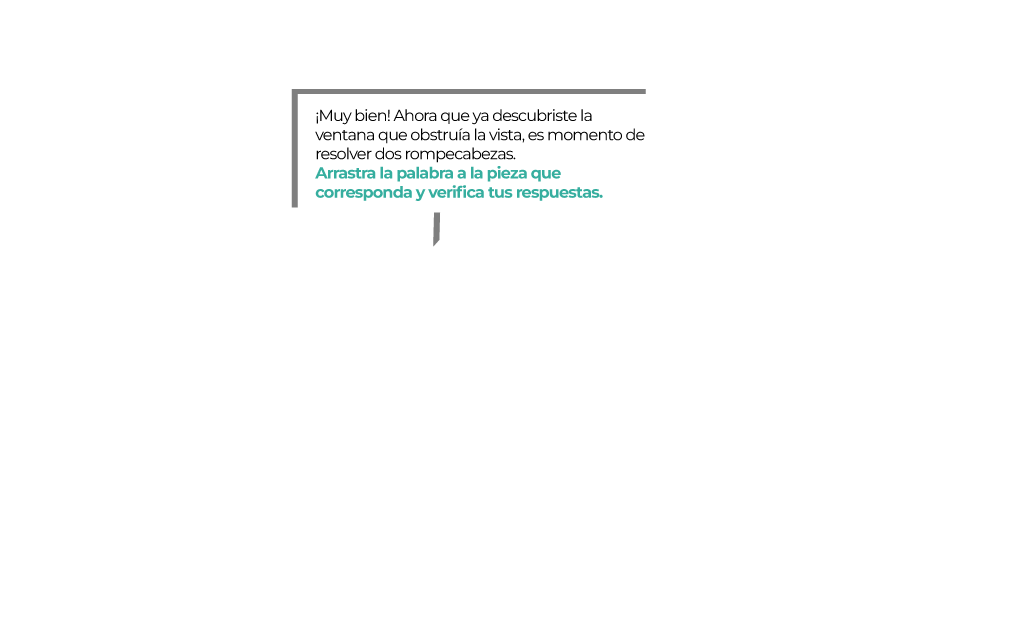 ¡Muy bien! Ahora que ya descubriste la
ventana que obstruía la vista, es momento de
resolver dos rompecabezas.
Arrastra la palabra a la pieza que
corresponda y verifica tus respuestas.